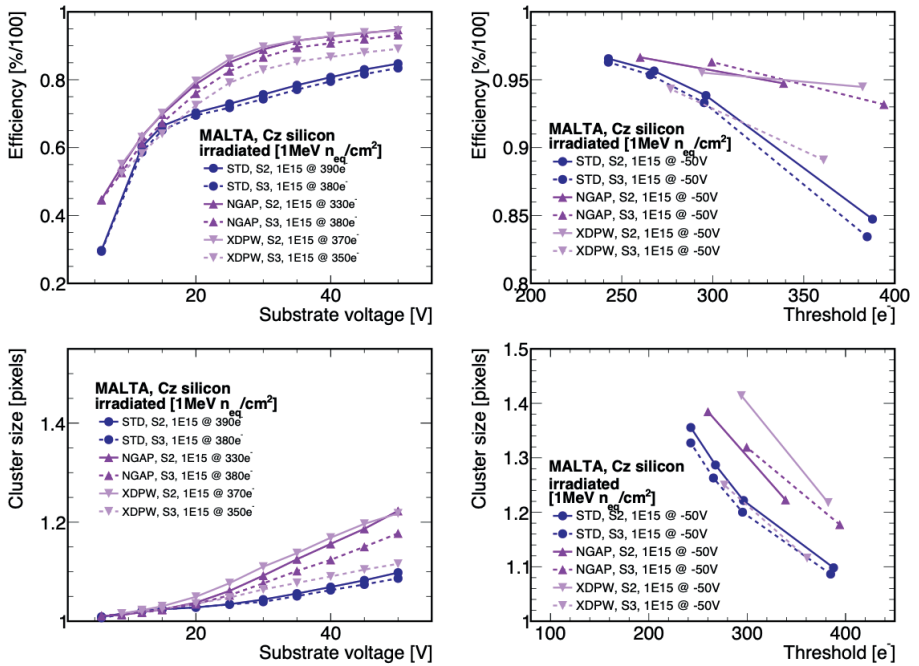 Efficiency [%/100]
1
0.8
0.6
0.4
0.2
20
40
Substrate voltage [V]
MALTA, Cz silicon
irradiated [1MeV n_eq/cm²]
STD, S2, 1E15 @ 390e⁻
STD, S3, 1E15 @ 380e⁻
NGAP, S2, 1E15 @ 330e⁻
NGAP, S3, 1E15 @ 380e⁻
XDPW, S2, 1E15 @ 370e⁻
XDPW, S3, 1E15 @ 350e⁻
Efficiency [%/100]
1
0.95
0.9
0.85
0.8
200
250
300
350
400
Threshold [e⁻]
MALTA, Cz silicon
irradiated [1MeV n_eq/cm²]
STD, S2, 1E15 @ -50V
STD, S3, 1E15 @ -50V
NGAP, S2, 1E15 @ -50V
NGAP, S3, 1E15 @ -50V
XDPW, S2, 1E15 @ -50V
XDPW, S3, 1E15 @ -50V
Cluster size [pixels]
1.4
1.2
1
20
40
Substrate voltage [V]
MALTA, Cz silicon
irradiated [1MeV n_eq/cm²]
STD, S2, 1E15 @ 390e⁻
STD, S3, 1E15 @ 380e⁻
NGAP, S2, 1E15 @ 330e⁻
NGAP, S3, 1E15 @ 380e⁻
XDPW, S2, 1E15 @ 370e⁻
XDPW, S3, 1E15 @ 350e⁻
Cluster size [pixels]
1.5
1.4
1.3
1.2
1.1
1
100
200
300
400
Threshold [e⁻]
MALTA, Cz silicon
irradiated
[1MeV n_eq/cm²]
STD, S2, 1E15 @ -50V
STD, S3, 1E15 @ -50V
NGAP, S2, 1E15 @ -50V
NGAP, S3, 1E15 @ -50V
XDPW, S2, 1E15 @ -50V
XDPW, S3, 1E15 @ -50V